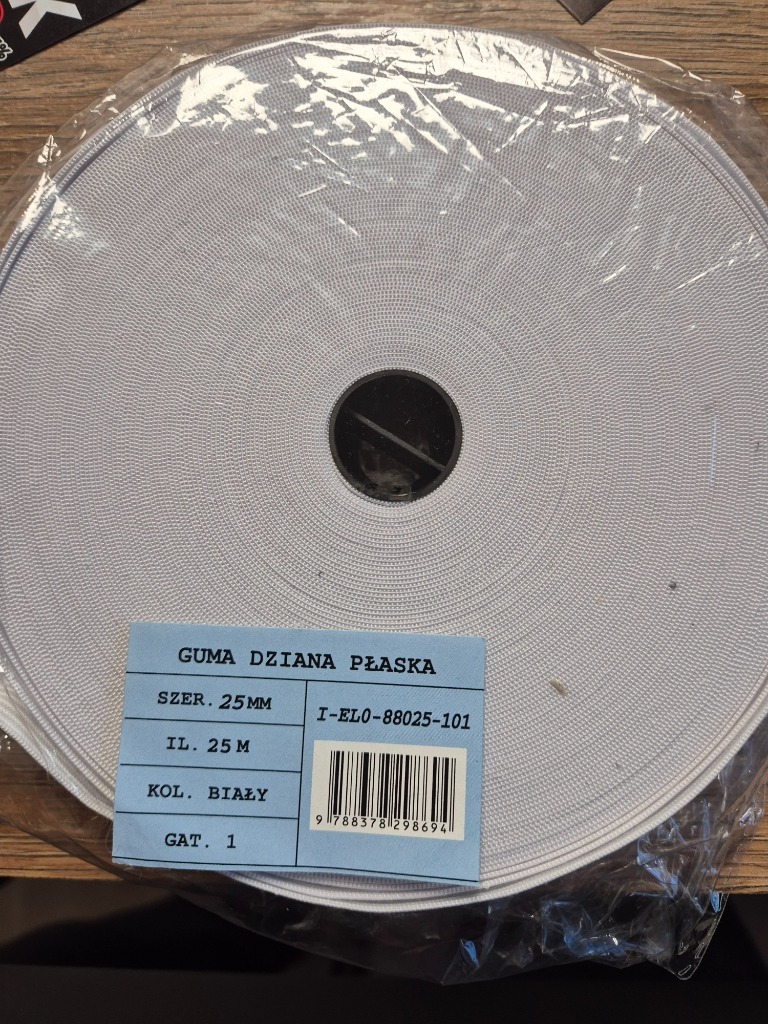 GUMA DZIANA PŁASKA
SZER. 25MM
I-EL0-88025-101
IL. 25 M
KOL. BIAŁY
GAT. 1
9 788378 298694